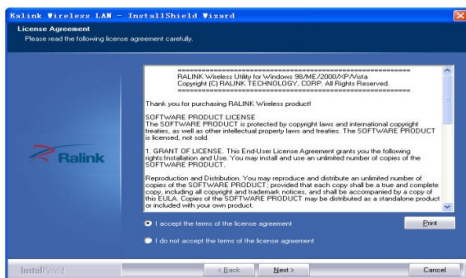 Ralink Wireless LAN - InstallShield Wizard
License Agreement
Please read the following license agreement carefully.
RALINK Wireless Utility for Windows 98/ME/2000/XP/Vista
Copyright (C) RALINK TECHNOLOGY, CORP. All Rights Reserved.
Thank you for purchasing RALINK Wireless product!
SOFTWARE PRODUCT LICENSE
The SOFTWARE PRODUCT is protected by copyright laws and international copyright
treaties, as well as other intellectual property laws and treaties. The SOFTWARE PRODUCT
is licensed, not sold.
1. GRANT OF LICENSE. This End-User License Agreement grants you the following
rights:Installation and Use. You may install and use an unlimited number of copies of the
SOFTWARE PRODUCT.
Reproduction and Distribution. You may reproduce and distribute an unlimited number of
copies of the SOFTWARE PRODUCT; provided that each copy shall be a true and complete
copy, including all copyright and trademark notices, and shall be accompanied by a copy of
this EULA. Copies of the SOFTWARE PRODUCT may be distributed as a standalone product
or included with your own product.
Ralink
I accept the terms of the license agreement
Print
I do not accept the terms of the license agreement
InstallShield
< Back
Next >
Cancel